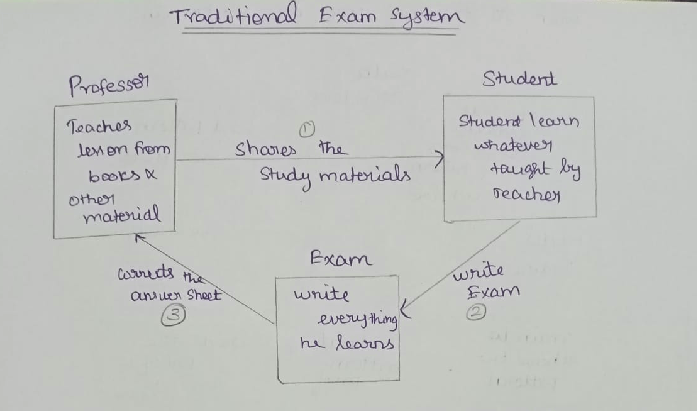 Traditional Exam System
Professor
Teaches
lesson from
books &
other
material
①
Shares the
Study materials
Student
Student learn
whatever
taught by
Teacher
write
Exam
②
Exam
write
everything
he learns
corrects the
answer sheet
③